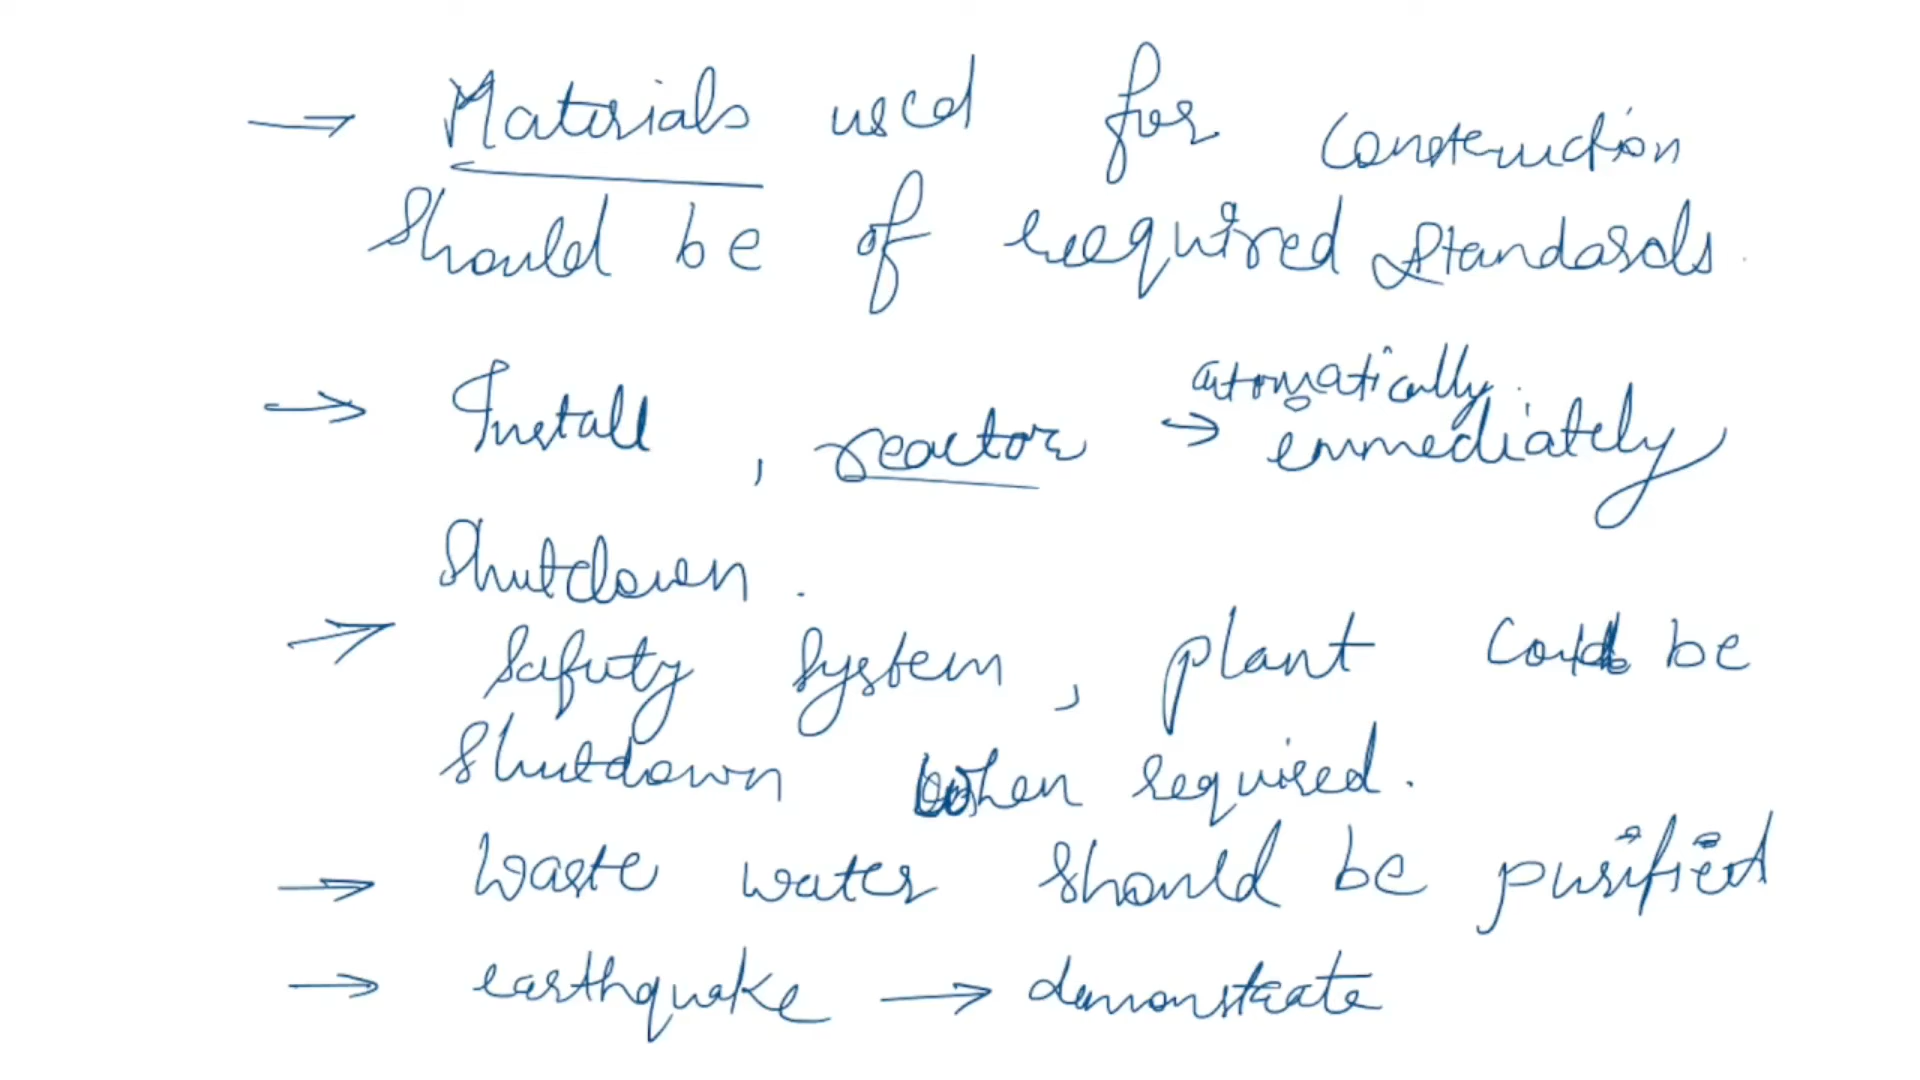 → Materials used for construction
should be of required standards.
automatically
→ Install, reactor → emmediately
shutdown.
→ Safety system, plant could be
shutdown when required.
→ Waste water should be purified
→ earthquake → demonstrate